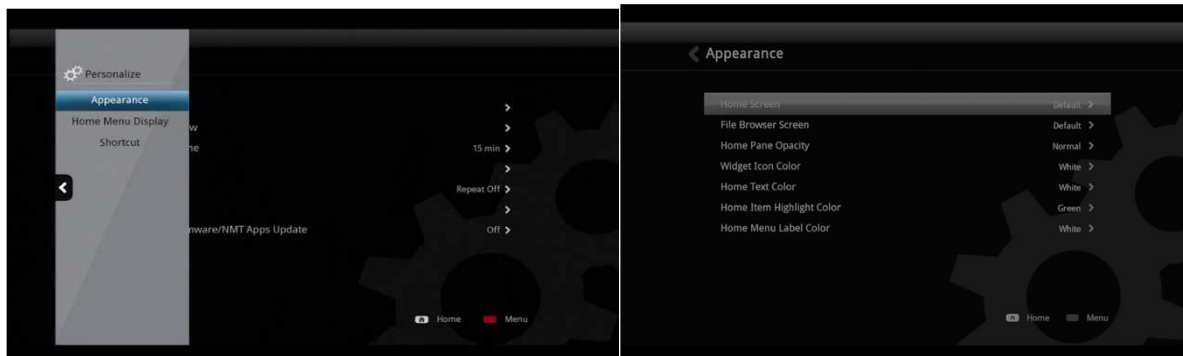 Personalize
Appearance
Home Menu Display
Shortcut
w
ne
15 min
Repeat Off
nware/NMT Apps Update
Off
Home
Menu
Appearance
Home Screen
Default
File Browser Screen
Default
Home Pane Opacity
Normal
Widget Icon Color
White
Home Text Color
White
Home Item Highlight Color
Green
Home Menu Label Color
White
Home
Menu